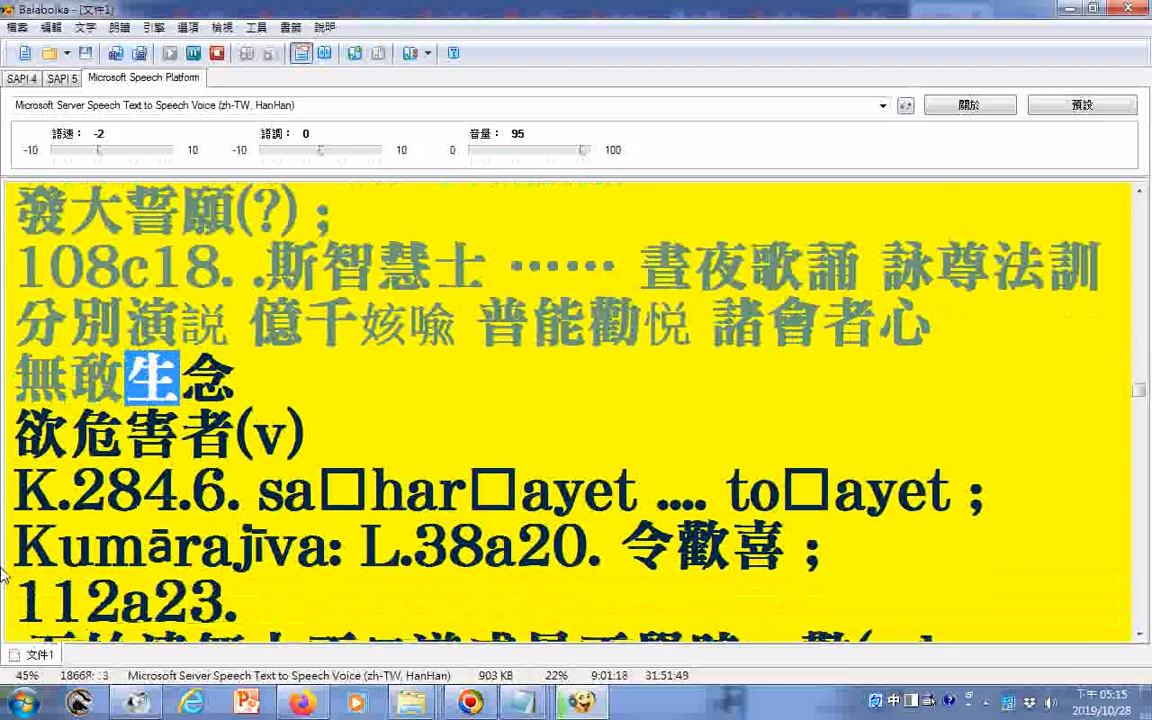 Balabolka - [文件1]
檔案 編輯 文字 朗讀 引擎 選項 檢視 工具 書籤 說明
SAPI 4 SAPI 5 Microsoft Speech Platform
Microsoft Server Speech Text to Speech Voice (zh-TW, HanHan) 關於 預設
語速： -2 語調： 0 音量： 95
-10 10 -10 10 0 100
發大誓願(?)；
108c18. .斯智慧士 ⋯⋯ 晝夜歌誦 詠尊法訓
分別演説 億千姟喩 普能勸悦 諸會者心
無敢生念
欲危害者(v)
K.284.6. sa□har□ayet .... to□ayet；
Kumārajīva: L.38a20. 令歡喜；
112a23.
文件1
45% Microsoft Server Speech Text to Speech Voice (zh-TW, HanHan) 903 KB 22% 9:01:18 31:51:49
中 下午 05:15
2019/10/28